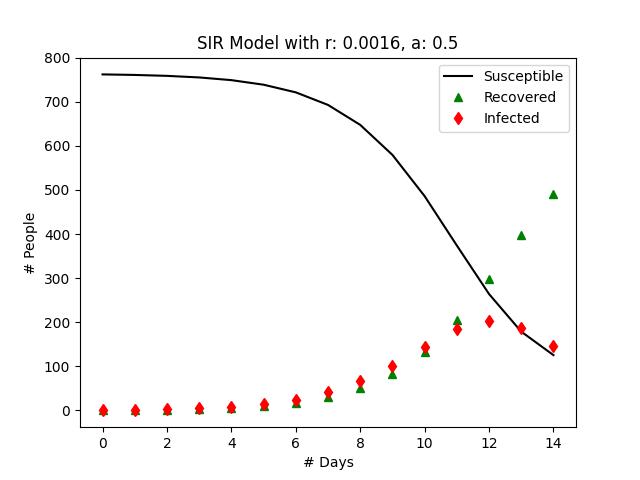 SIR Model with r: 0.0016, a: 0.5
800
700
600
500
400
300
200
100
0
# People
Susceptible
Recovered
Infected
0 2 4 6 8 10 12 14
# Days